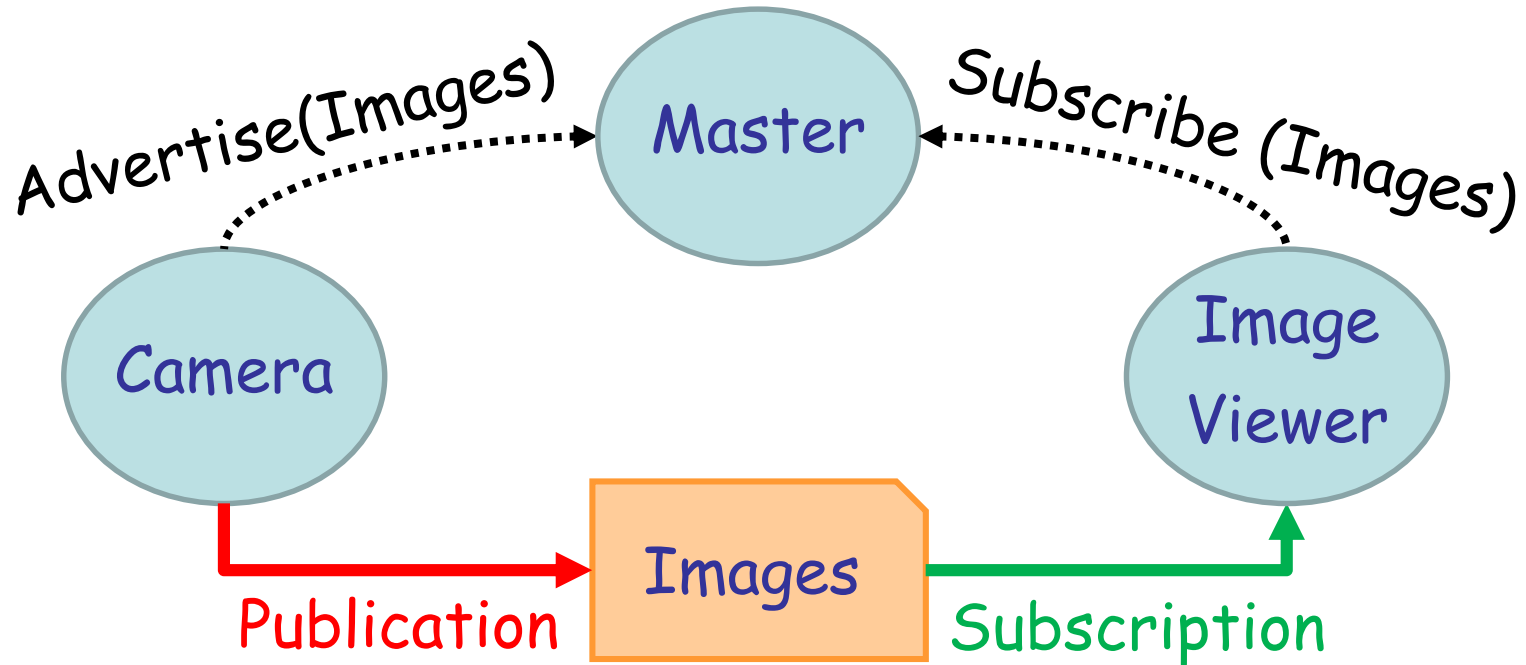 Advertise(Images)
Master
Subscribe (Images)
Camera
Image
Viewer
Images
Publication
Subscription